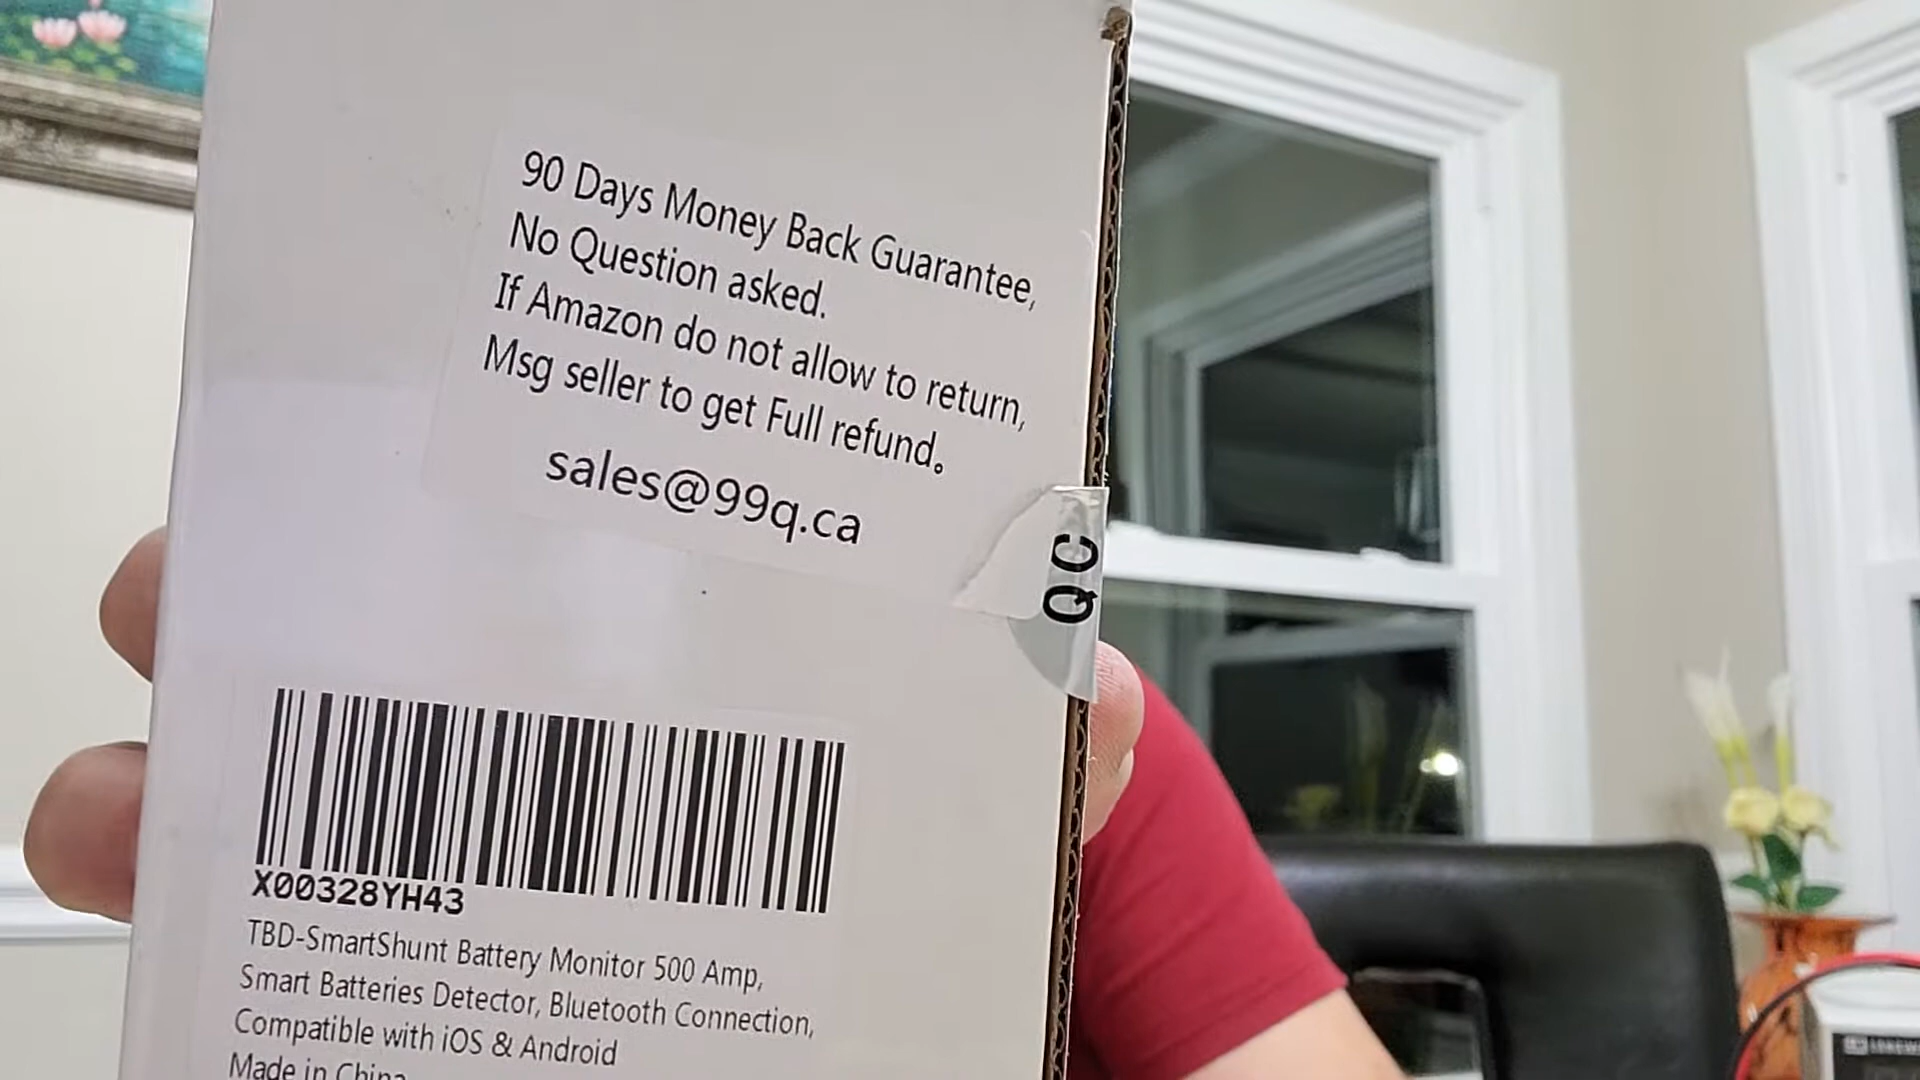 90 Days Money Back Guarantee,
No Question asked.
If Amazon do not allow to return,
Msg seller to get Full refund。
sales@99q.ca
QC
X00328YH43
TBD-SmartShunt Battery Monitor 500 Amp,
Smart Batteries Detector, Bluetooth Connection,
Compatible with iOS & Android
Made in China